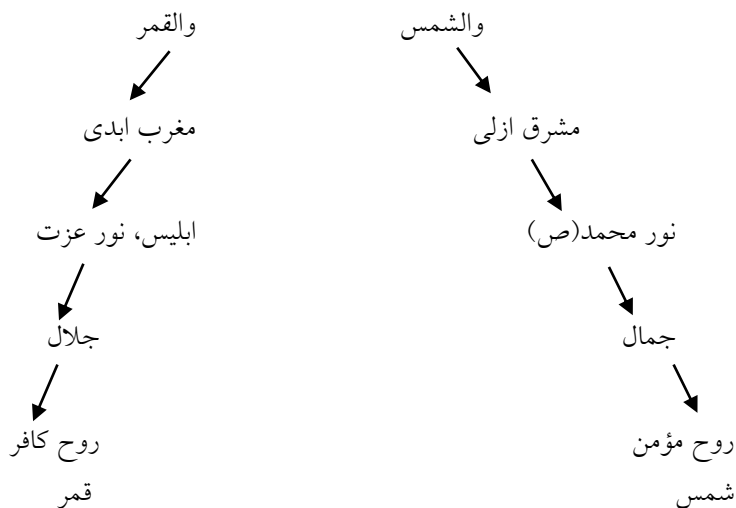 والشمس
والقمر
مشرق ازلی
مغرب ابدی
نور محمد(ص)
ابلیس، نور عزت
جمال
جلال
روح مؤمن
روح کافر
شمس
قمر